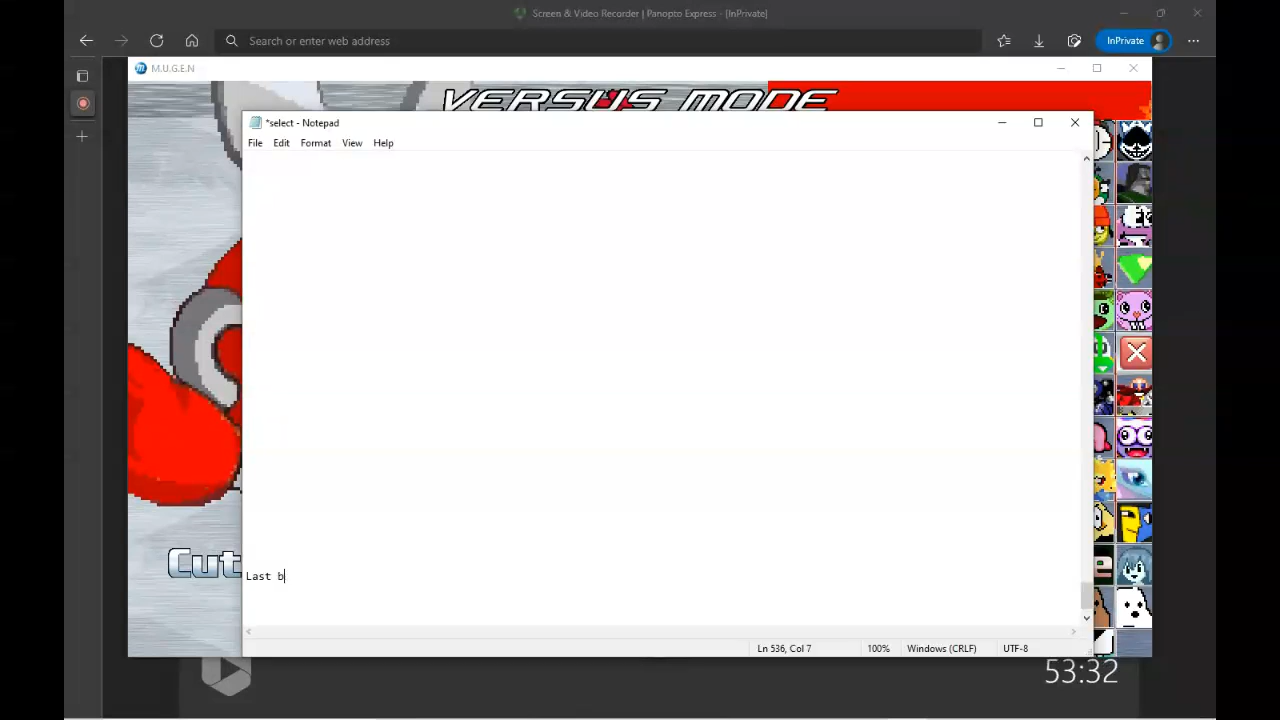 Screen & Video Recorder | Panopto Express - [InPrivate]
Search or enter web address
InPrivate
M.U.G.E.N
VERSUS MODE
*select - Notepad
File Edit Format View Help
Cut
Last b
Ln 536, Col 7 100% Windows (CRLF) UTF-8
53:32